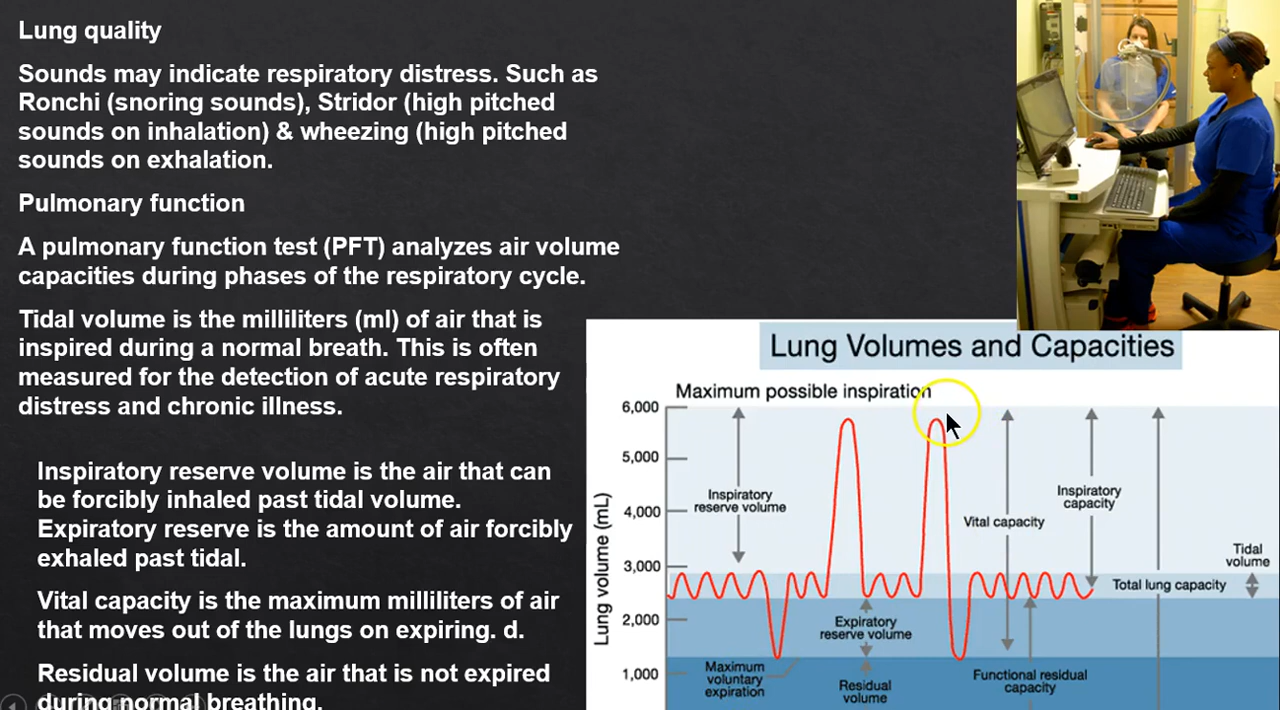 Lung quality
Sounds may indicate respiratory distress. Such as
Ronchi (snoring sounds), Stridor (high pitched
sounds on inhalation) & wheezing (high pitched
sounds on exhalation.
Pulmonary function
A pulmonary function test (PFT) analyzes air volume
capacities during phases of the respiratory cycle.
Tidal volume is the milliliters (ml) of air that is
inspired during a normal breath. This is often
measured for the detection of acute respiratory
distress and chronic illness.
Inspiratory reserve volume is the air that can
be forcibly inhaled past tidal volume.
Expiratory reserve is the amount of air forcibly
exhaled past tidal.
Vital capacity is the maximum milliliters of air
that moves out of the lungs on expiring. d.
Residual volume is the air that is not expired
during normal breathing.
Lung Volumes and Capacities
Maximum possible inspiration
Lung volume (mL)
6,000
5,000
4,000
3,000
2,000
1,000
Inspiratory
reserve volume
Vital capacity
Inspiratory
capacity
Tidal
volume
Total lung capacity
Expiratory
reserve volume
Maximum
voluntary
expiration
Residual
volume
Functional residual
capacity